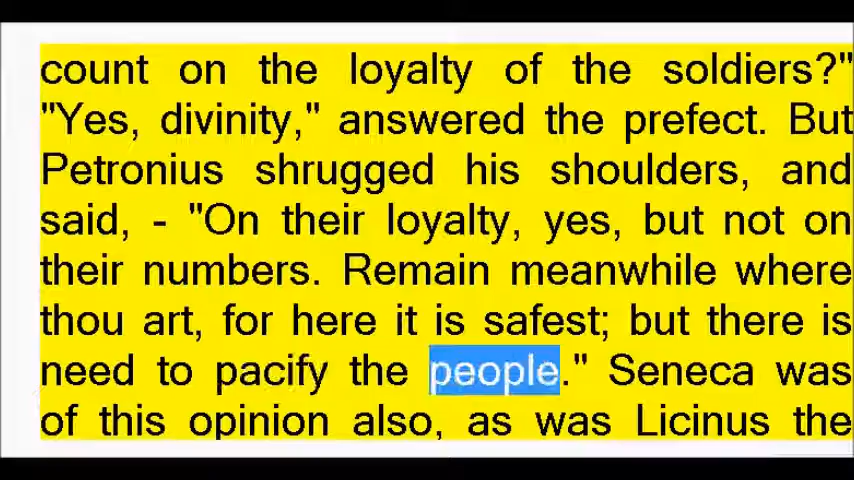 count on the loyalty of the soldiers?"
"Yes, divinity," answered the prefect. But
Petronius shrugged his shoulders, and
said, - "On their loyalty, yes, but not on
their numbers. Remain meanwhile where
thou art, for here it is safest; but there is
need to pacify the people." Seneca was
of this opinion also, as was Licinus the